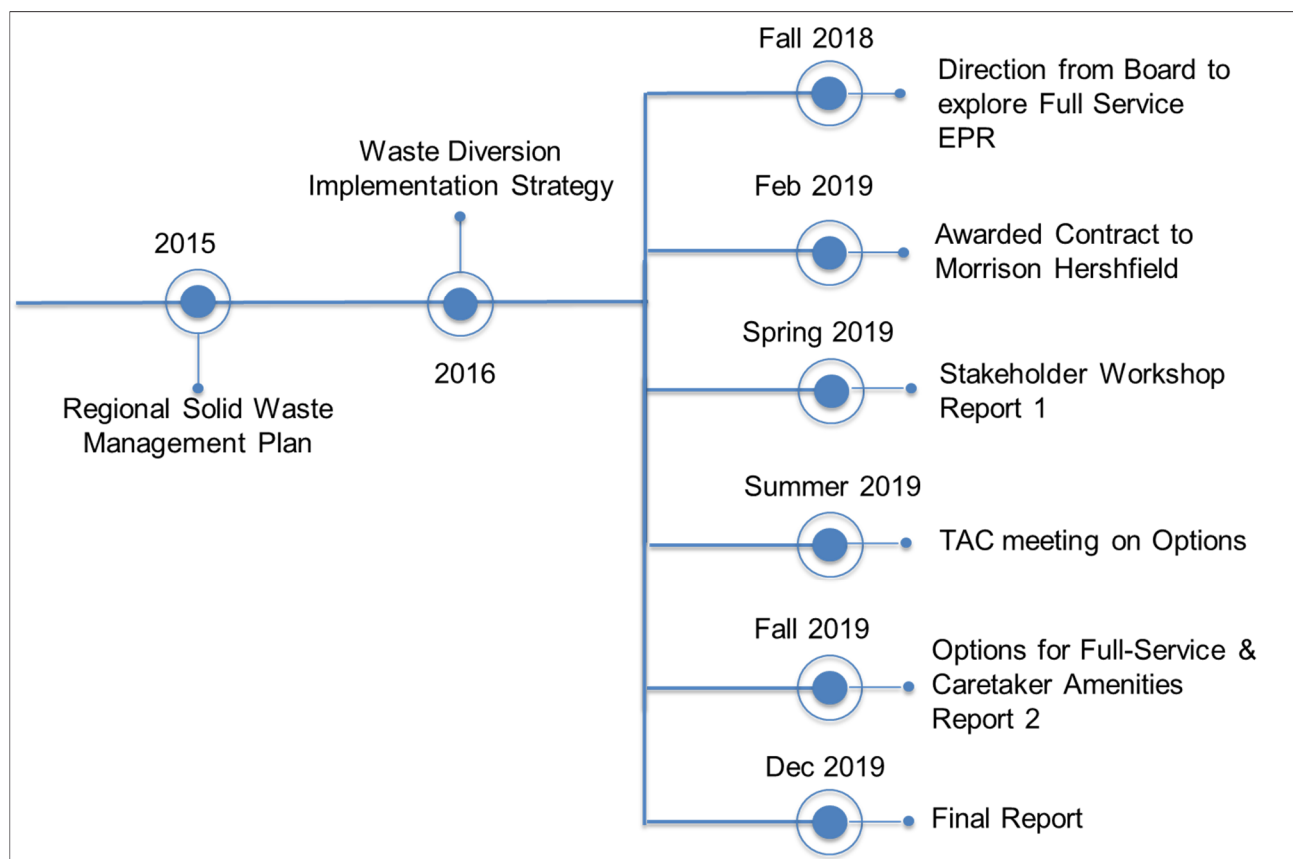 2015
Regional Solid Waste
Management Plan
Waste Diversion
Implementation Strategy
2016
Fall 2018
Direction from Board to
explore Full Service
EPR
Feb 2019
Awarded Contract to
Morrison Hershfield
Spring 2019
Stakeholder Workshop
Report 1
Summer 2019
TAC meeting on Options
Fall 2019
Options for Full-Service &
Caretaker Amenities
Report 2
Dec 2019
Final Report